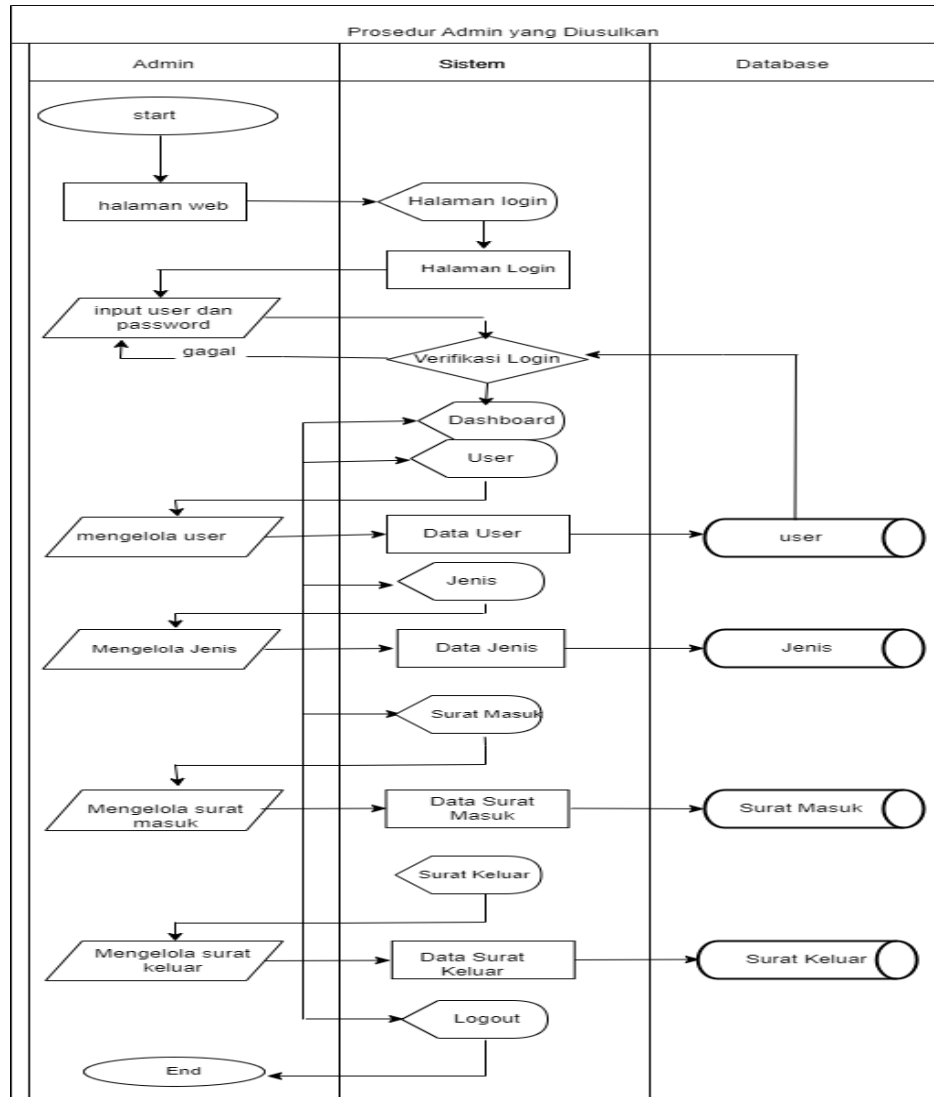 Prosedur Admin yang Diusulkan
Admin
Sistem
Database
start
halaman web
Halaman login
Halaman Login
input user dan
password
gagal
Verifikasi Login
Dashboard
User
mengelola user
Data User
user
Jenis
Mengelola Jenis
Data Jenis
Jenis
Surat Masuk
Mengelola surat
masuk
Data Surat
Masuk
Surat Masuk
Surat Keluar
Mengelola surat
keluar
Data Surat
Keluar
Surat Keluar
Logout
End